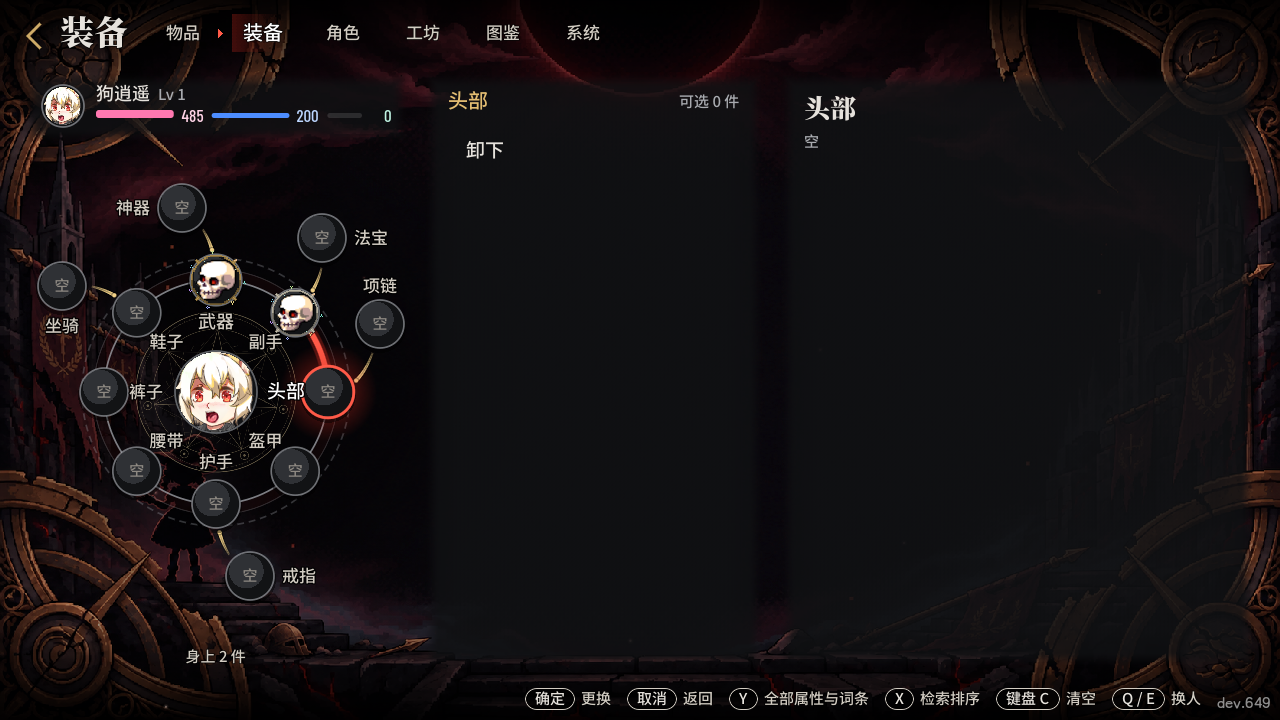 装备 物品 装备 角色 工坊 图鉴 系统
狗逍遥 Lv 1
485 200 0
头部 可选 0 件
卸下
头部
空
神器 空
空 法宝
项链
空 空
坐骑
空
武器
鞋子 副手
空 裤子 头部 空
腰带 盔甲
护手
空 空
空
空 戒指
身上 2 件
确定 更换 取消 返回 Y 全部属性与词条 X 检索排序 键盘 C 清空 Q / E 换人
dev.649